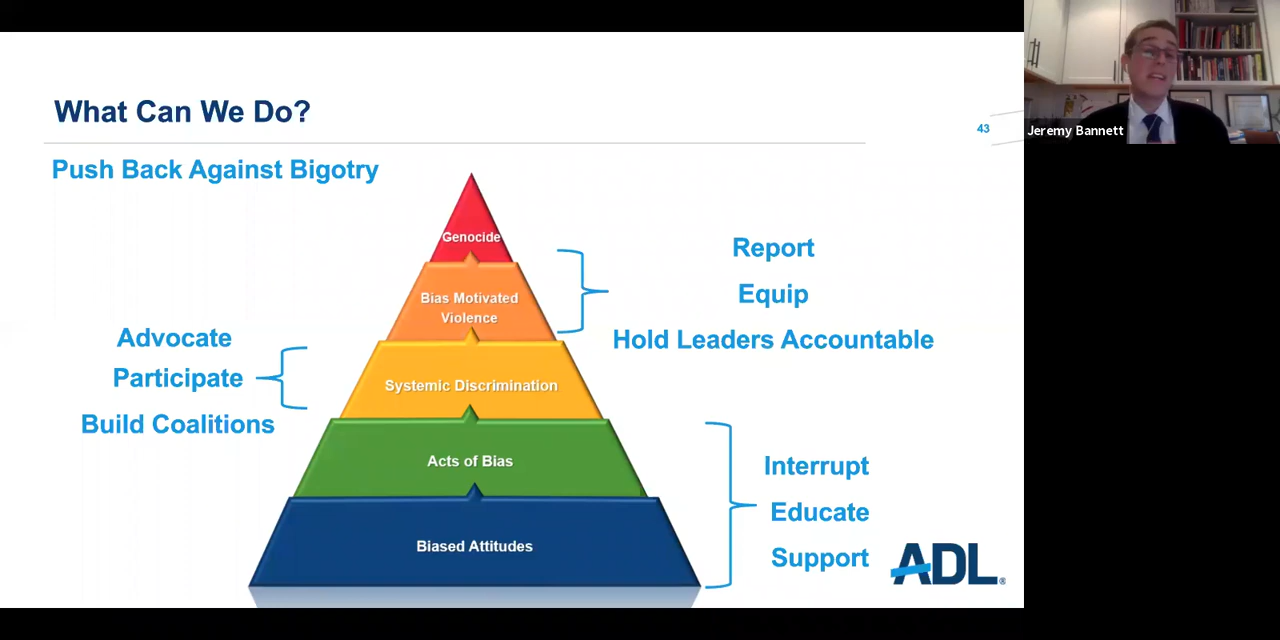 What Can We Do?
43
Jeremy Bannett
Push Back Against Bigotry
Genocide
Bias Motivated
Violence
Report
Equip
Hold Leaders Accountable
Advocate
Participate
Build Coalitions
Systemic Discrimination
Acts of Bias
Biased Attitudes
Interrupt
Educate
Support
ADL®